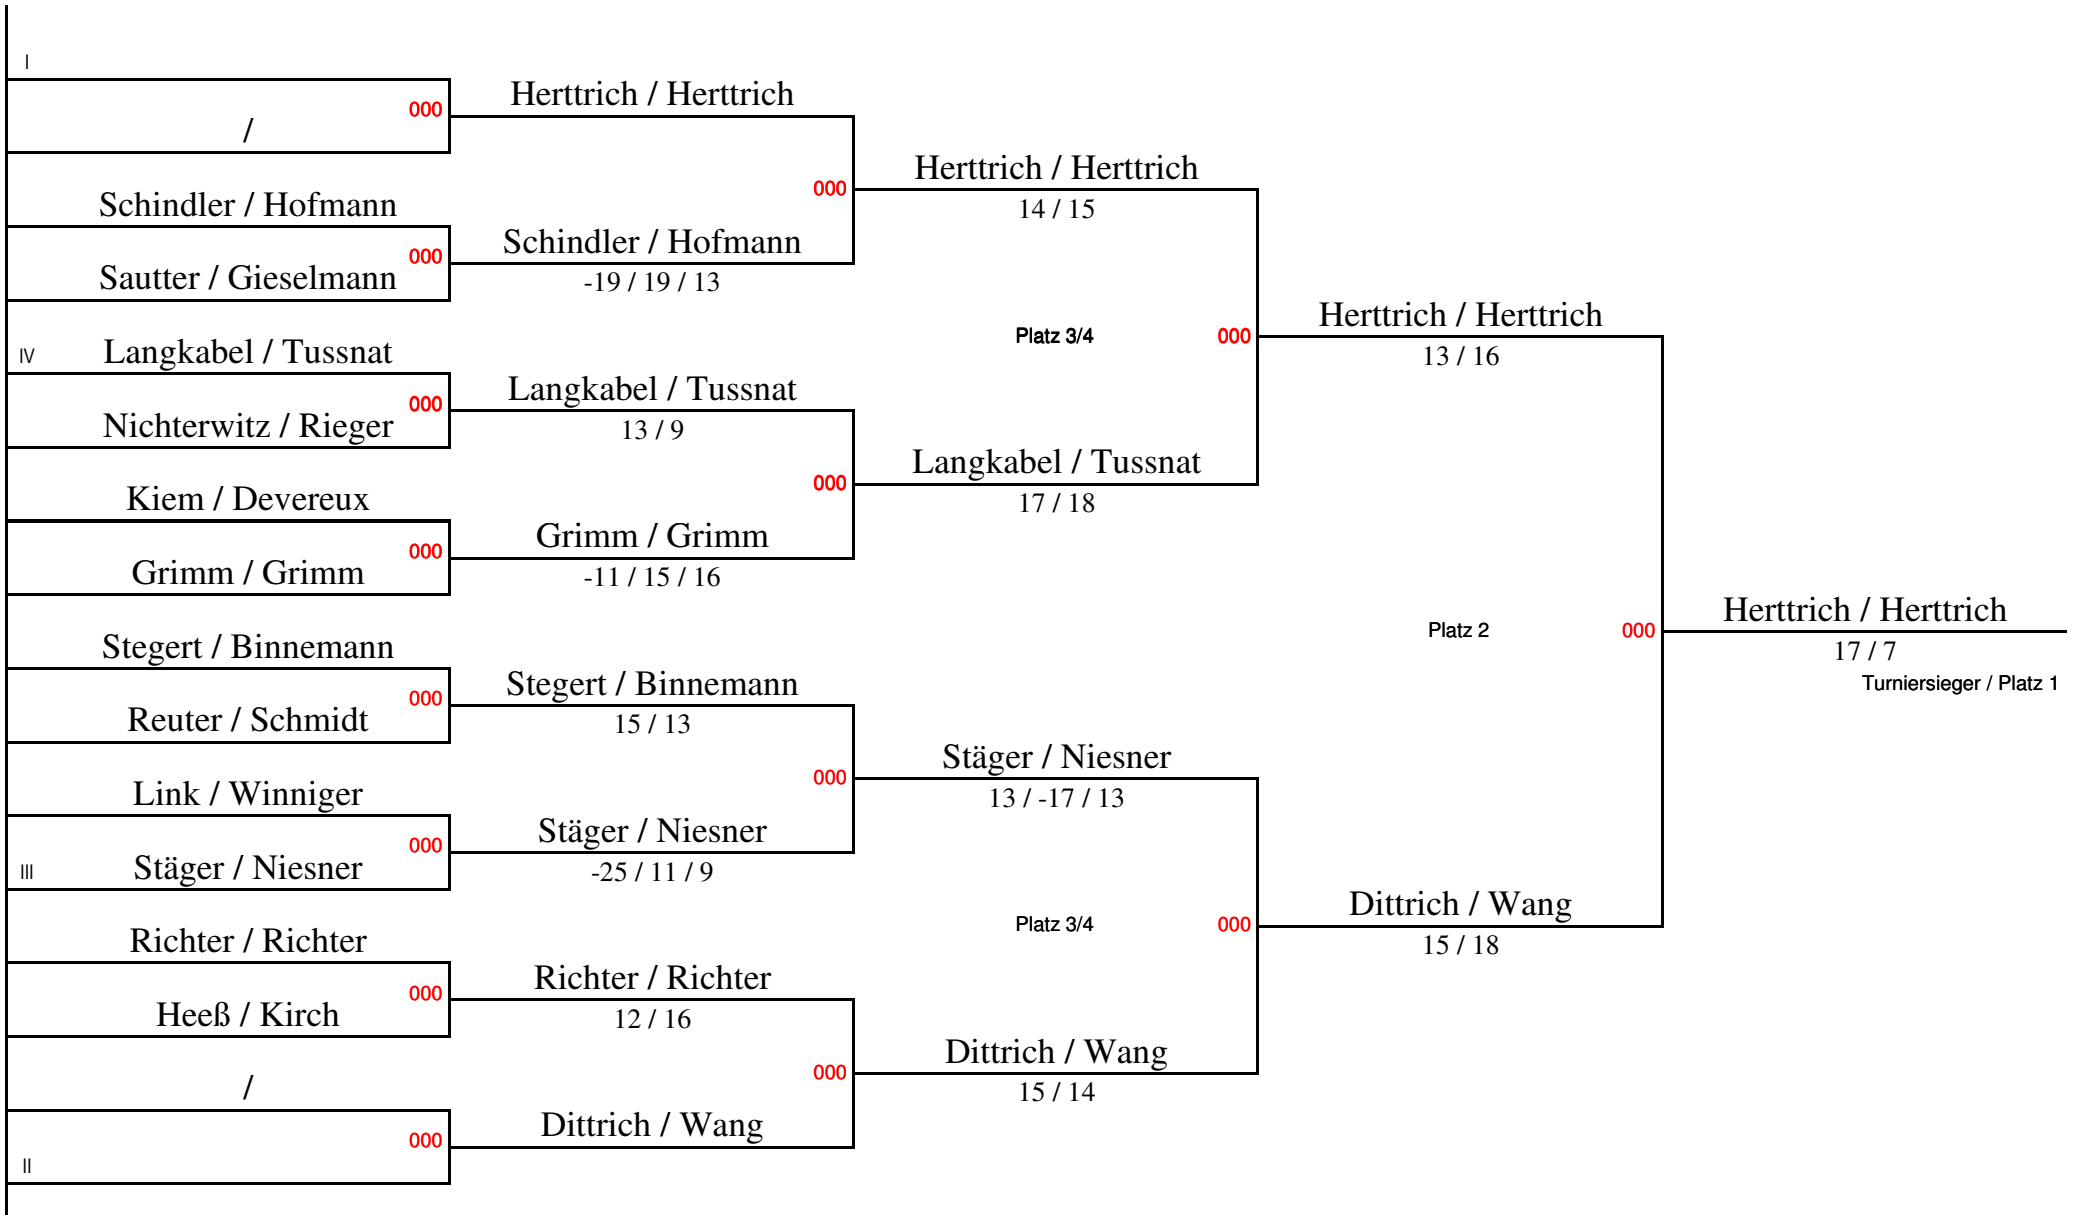 I
000
Herttrich / Herttrich
/
Herttrich / Herttrich
000
14 / 15
Schindler / Hofmann
000
Schindler / Hofmann
Sautter / Gieselmann
-19 / 19 / 13
Platz 3/4
000
Herttrich / Herttrich
13 / 16
IV
Langkabel / Tussnat
000
Langkabel / Tussnat
Nichterwitz / Rieger
13 / 9
000
Langkabel / Tussnat
17 / 18
Kiem / Devereux
000
Grimm / Grimm
Grimm / Grimm
-11 / 15 / 16
Platz 2
000
Herttrich / Herttrich
17 / 7
Turniersieger / Platz 1
Stegert / Binnemann
000
Stegert / Binnemann
Reuter / Schmidt
15 / 13
000
Stäger / Niesner
13 / -17 / 13
Link / Winniger
000
Stäger / Niesner
III
Stäger / Niesner
-25 / 11 / 9
Platz 3/4
000
Dittrich / Wang
15 / 18
Richter / Richter
000
Richter / Richter
Heeß / Kirch
12 / 16
000
Dittrich / Wang
15 / 14
/
000
Dittrich / Wang
II